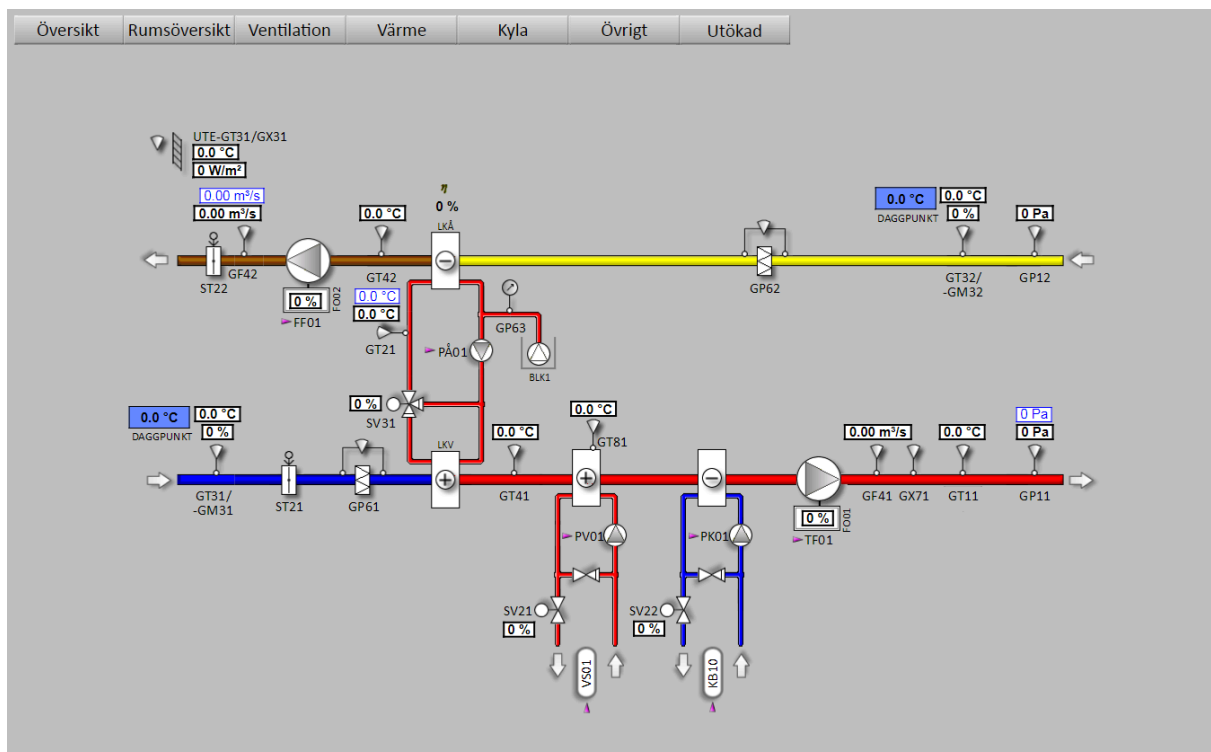 Översikt
Rumsöversikt
Ventilation
Värme
Kyla
Övrigt
Utökad
UTE-GT31/GX31
0.0 °C
0 W/m²
0.00 m³/s
0.00 m³/s
GF42
ST22
0 %
FO02
FF01
0.0 °C
GT42
η
0 %
LKÅ
0.0 °C
0.0 °C
GT21
PÅ01
GP63
BLK1
GP62
0.0 °C
DAGGPUNKT
0.0 °C
0 %
GT32/
-GM32
0 Pa
GP12
0 %
SV31
LKV
0.0 °C
DAGGPUNKT
0.0 °C
0 %
GT31/
-GM31
ST21
GP61
0.0 °C
GT41
0.0 °C
GT81
PV01
SV21
0 %
VS01
PK01
SV22
0 %
KB10
0 %
FO01
TF01
0.00 m³/s
GF41
GX71
0.0 °C
GT11
0 Pa
0 Pa
GP11